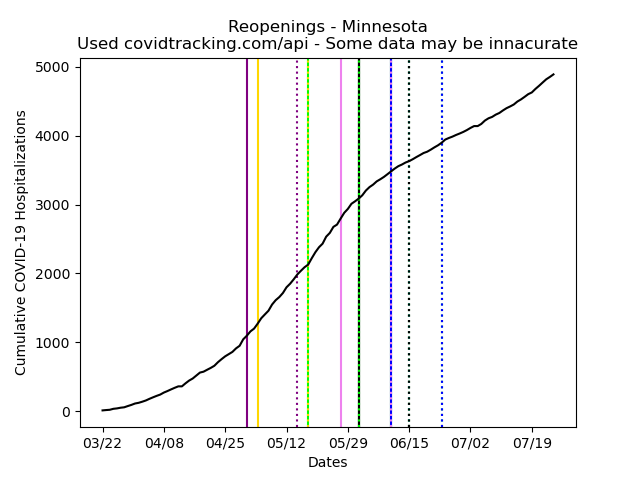 Reopenings - Minnesota
Used covidtracking.com/api - Some data may be innacurate
Cumulative COVID-19 Hospitalizations
5000
4000
3000
2000
1000
0
03/22 04/08 04/25 05/12 05/29 06/15 07/02 07/19
Dates